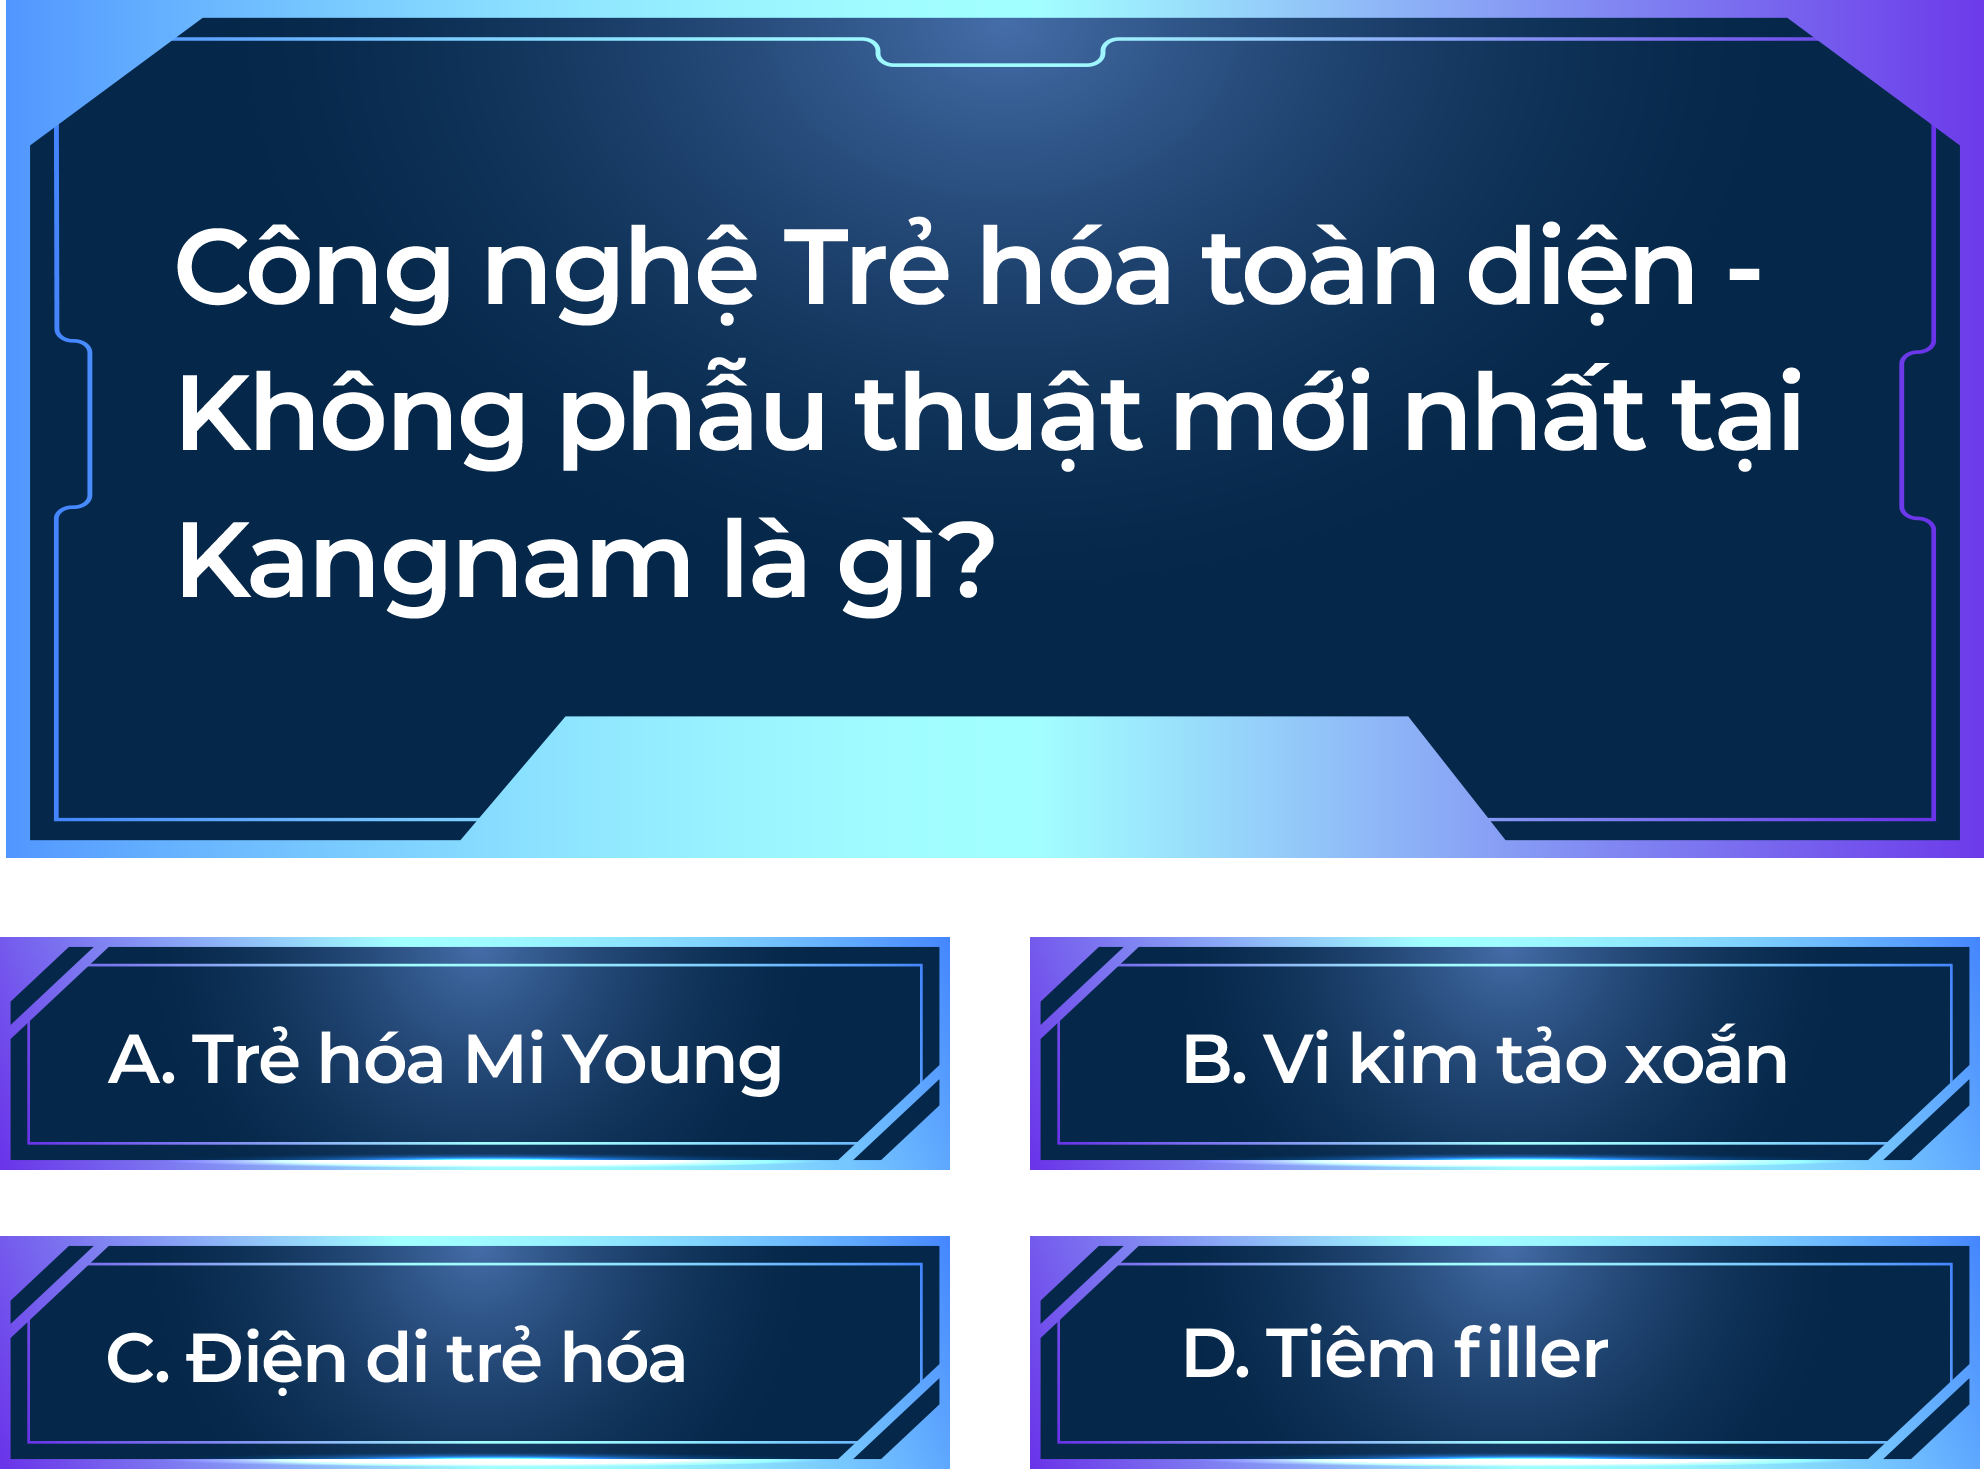 Công nghệ Trẻ hóa toàn diện -
Không phẫu thuật mới nhất tại
Kangnam là gì?
A. Trẻ hóa Mi Young
B. Vi kim tảo xoắn
C. Điện di trẻ hóa
D. Tiêm filler